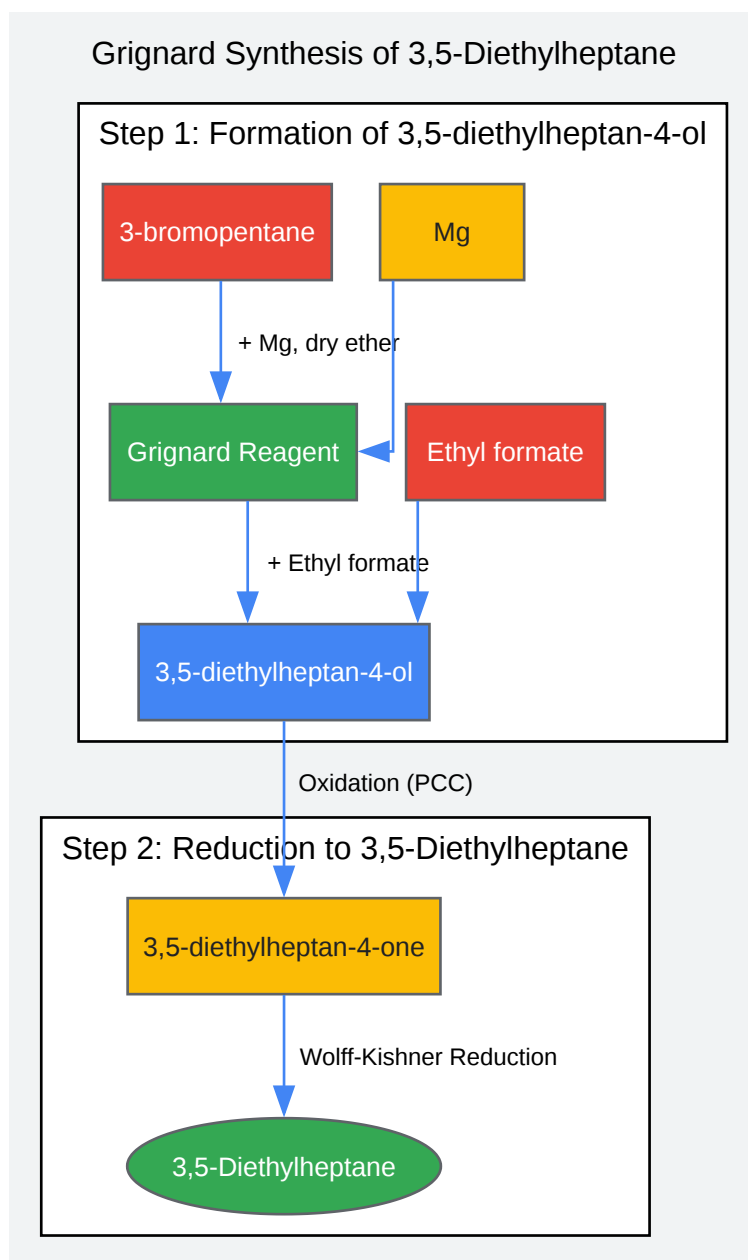 Grignard Synthesis of 3,5-Diethylheptane
Step 1: Formation of 3,5-diethylheptan-4-ol
3-bromopentane
Mg
+ Mg, dry ether
Grignard Reagent
Ethyl formate
+ Ethyl formate
3,5-diethylheptan-4-ol
Oxidation (PCC)
Step 2: Reduction to 3,5-Diethylheptane
3,5-diethylheptan-4-one
Wolff-Kishner Reduction
3,5-Diethylheptane